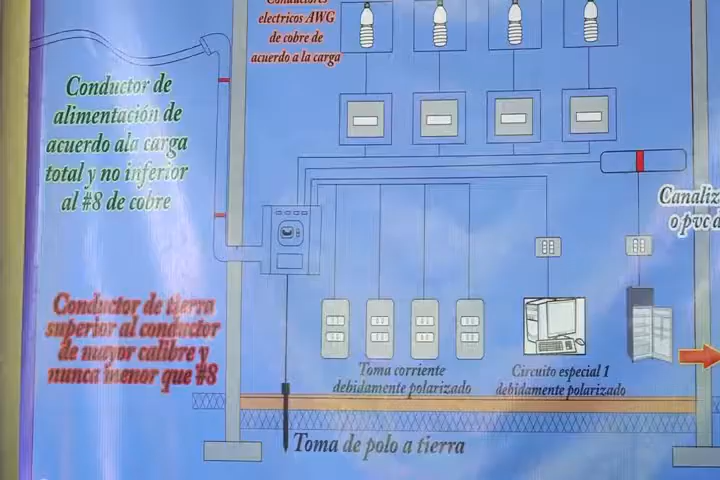 Conductores
electricos AWG
de cobre de
acuerdo a la carga
Conductor de
alimentación de
acuerdo ala carga
total y no inferior
al #8 de cobre
Conductor de tierra
superior al conductor
de mayor calibre y
nunca menor que #8
Toma corriente
debidamente polarizado
Circuito especial 1
debidamente polarizado
Toma de polo a tierra
o pvc